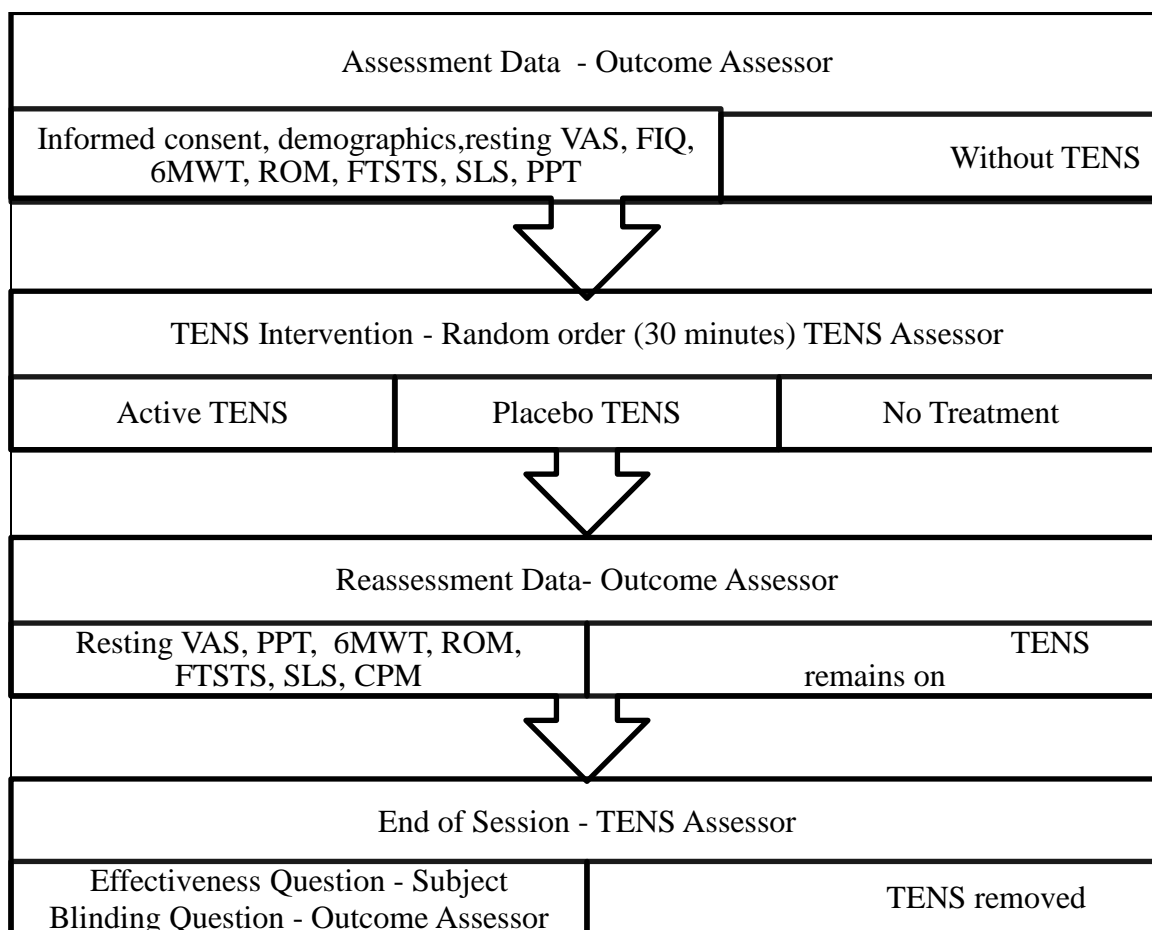 Assessment Data - Outcome Assessor
Informed consent, demographics,resting VAS, FIQ,
6MWT, ROM, FTSTS, SLS, PPT
Without TENS
TENS Intervention - Random order (30 minutes) TENS Assessor
Active TENS
Placebo TENS
No Treatment
Reassessment Data- Outcome Assessor
Resting VAS, PPT, 6MWT, ROM,
FTSTS, SLS, CPM
TENS
remains on
End of Session - TENS Assessor
Effectiveness Question - Subject
Blinding Question - Outcome Assessor
TENS removed